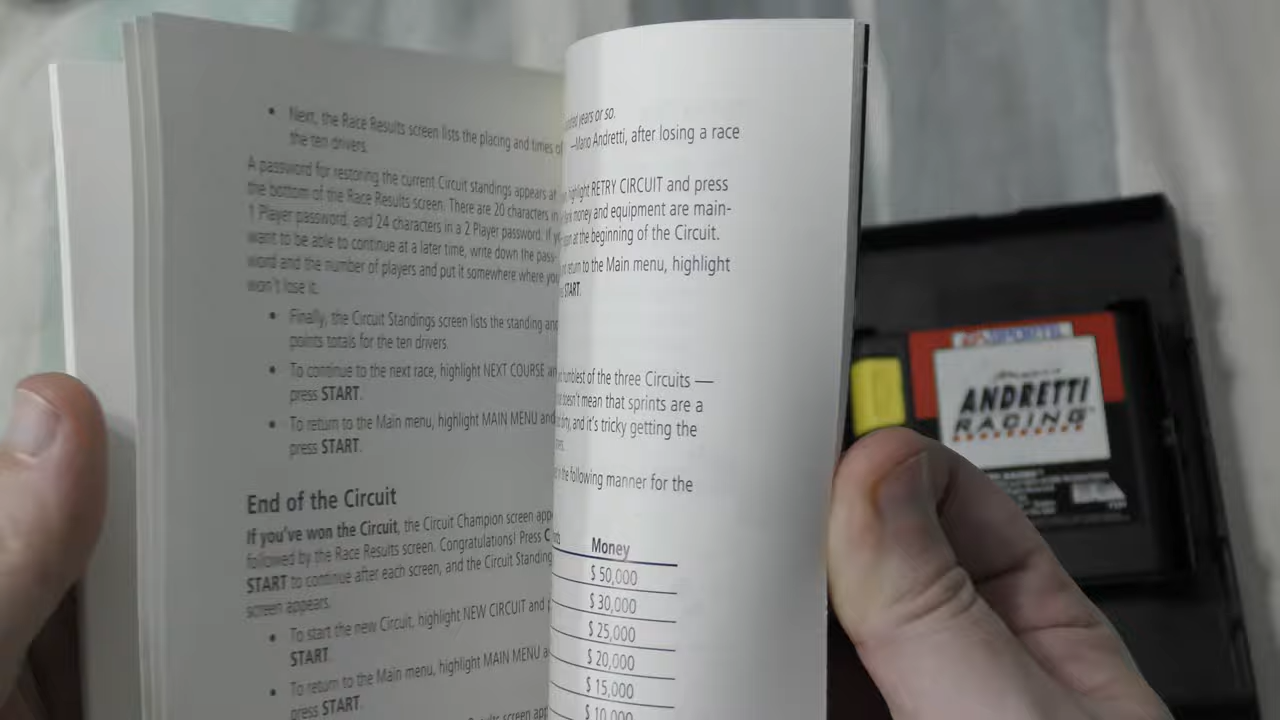 • Next, the Race Results screen lists the placing and times of
the ten drivers.
A password for restoring the current Circuit standings appears at
the bottom of the Race Results screen. There are 20 characters in
1 Player password, and 24 characters in a 2 Player password. If
want to be able to continue at a later time, write down the pass-
word and the number of players and put it somewhere where you
won't lose it.
• Finally, the Circuit Standings screen lists the standing and
points totals for the ten drivers.
• To continue to the next race, highlight NEXT COURSE
press START.
• To return to the Main menu, highlight MAIN MENU and
press START.
End of the Circuit
If you've won the Circuit, the Circuit Champion screen
followed by the Race Results screen. Congratulations! Press
START to continue after each screen, and the Circuit Standing
screen appears.
• To start the new Circuit, highlight NEW CIRCUIT and
START.
• To return to the Main menu, highlight MAIN MENU
press START.
years or so.
—Mario Andretti, after losing a race
highlight RETRY CIRCUIT and press
money and equipment are main-
at the beginning of the Circuit.
return to the Main menu, highlight
START.
humblest of the three Circuits —
doesn't mean that sprints are a
and it's tricky getting the
in the following manner for the
Money
$ 50,000
$ 30,000
$ 25,000
$ 20,000
$ 15,000
$ 10,000
ANDRETTI
RACING